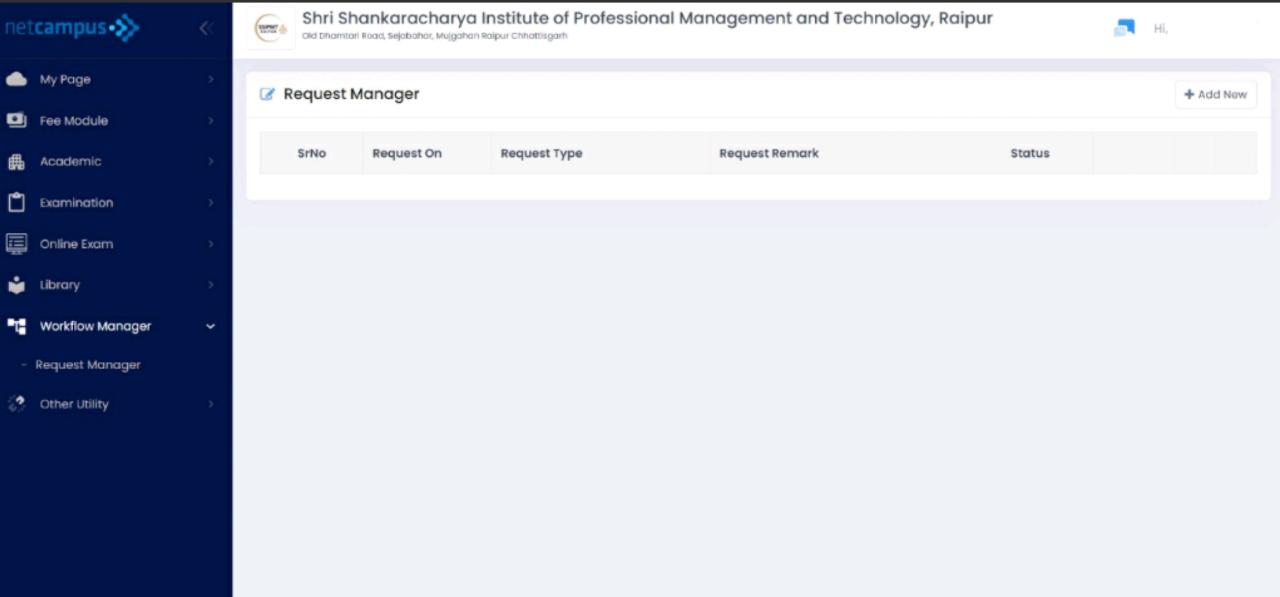 netcampus
Shri Shankaracharya Institute of Professional Management and Technology, Raipur
Old Dhamtari Road, Sejabahar, Mujgahan Raipur Chhattisgarh
Hi,
My Page
Fee Module
Academic
Examination
Online Exam
Library
Workflow Manager
- Request Manager
Other Utility
Request Manager
+ Add New
SrNo Request On Request Type Request Remark Status